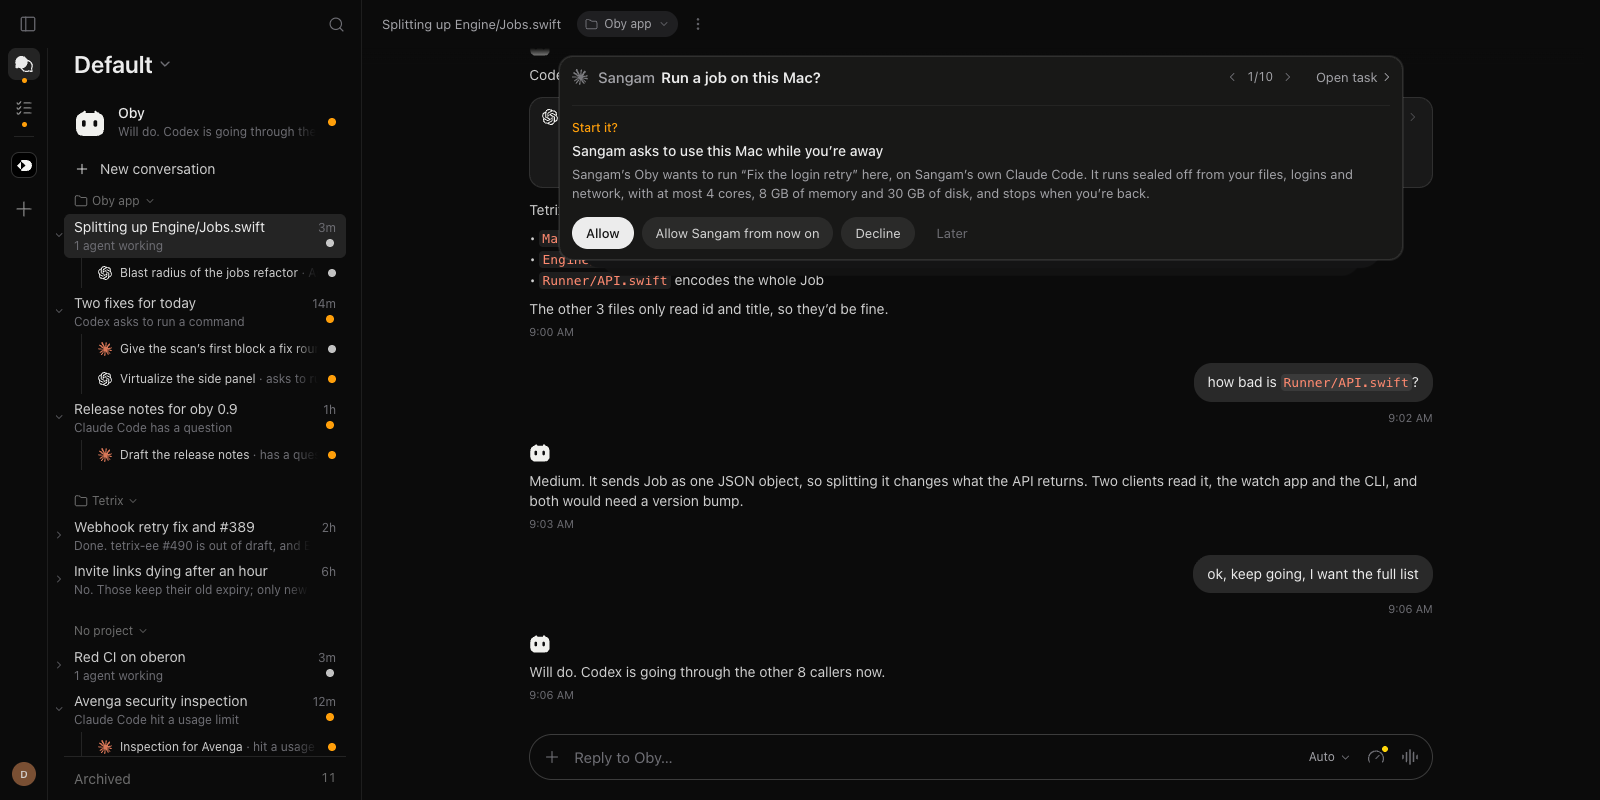 Default
Oby
Will do. Codex is going through the
New conversation
Oby app
Splitting up Engine/Jobs.swift 3m
1 agent working
Blast radius of the jobs refactor · A
Two fixes for today 14m
Codex asks to run a command
Give the scan's first block a fix rou
Virtualize the side panel · asks to r
Release notes for oby 0.9 1h
Claude Code has a question
Draft the release notes · has a que
Tetrix
Webhook retry fix and #389 2h
Done. tetrix-ee #490 is out of draft, and
Invite links dying after an hour 6h
No. Those keep their old expiry; only new
No project
Red CI on oberon 3m
1 agent working
Avenga security inspection 12m
Claude Code hit a usage limit
Inspection for Avenga · hit a usage
Archived 11
D
Splitting up Engine/Jobs.swift Oby app
Code
Sangam Run a job on this Mac? 1/10 Open task
Start it?
Sangam asks to use this Mac while you're away
Sangam's Oby wants to run “Fix the login retry” here, on Sangam's own Claude Code. It runs sealed off from your files, logins and
network, with at most 4 cores, 8 GB of memory and 30 GB of disk, and stops when you're back.
Allow Allow Sangam from now on Decline Later
Tetri
• Ma
• Engine
• Runner/API.swift encodes the whole Job
The other 3 files only read id and title, so they'd be fine.
9:00 AM
how bad is Runner/API.swift?
9:02 AM
Medium. It sends Job as one JSON object, so splitting it changes what the API returns. Two clients read it, the watch app and the CLI, and
both would need a version bump.
9:03 AM
ok, keep going, I want the full list
9:06 AM
Will do. Codex is going through the other 8 callers now.
9:06 AM
Reply to Oby... Auto